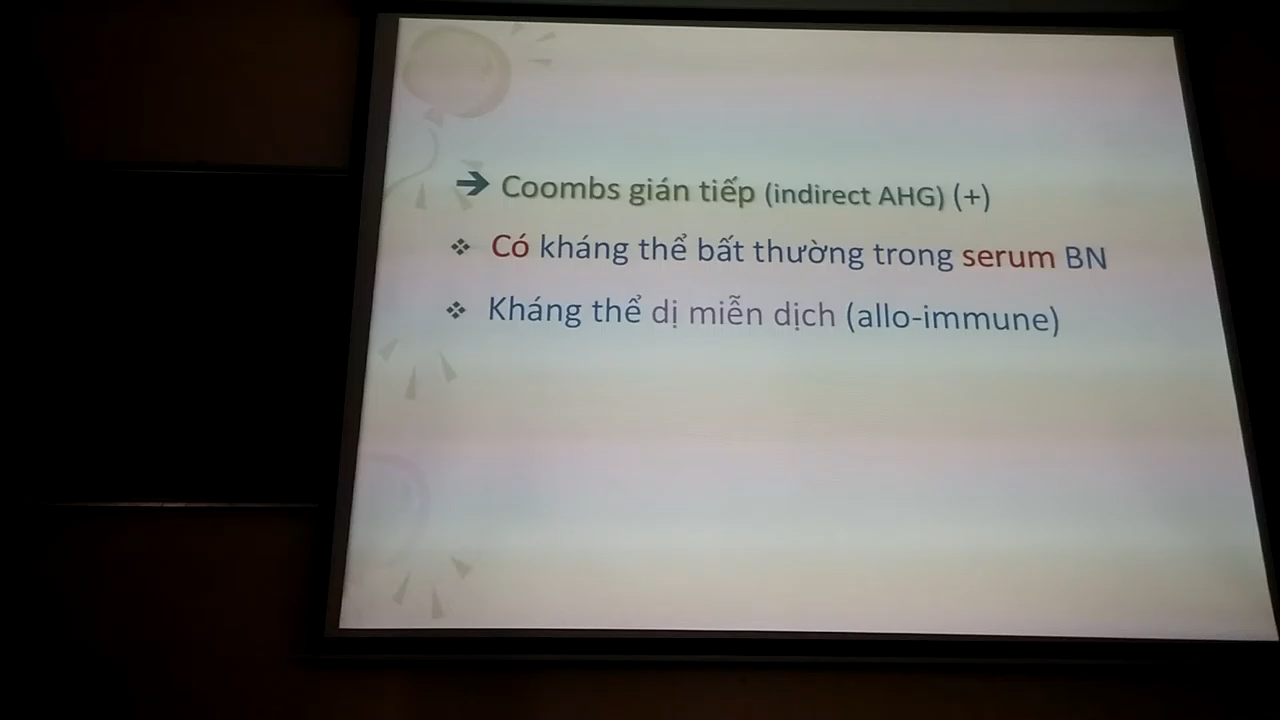 ➔ Coombs gián tiếp (indirect AHG) (+)
❖ Có kháng thể bất thường trong serum BN
❖ Kháng thể dị miễn dịch (allo-immune)